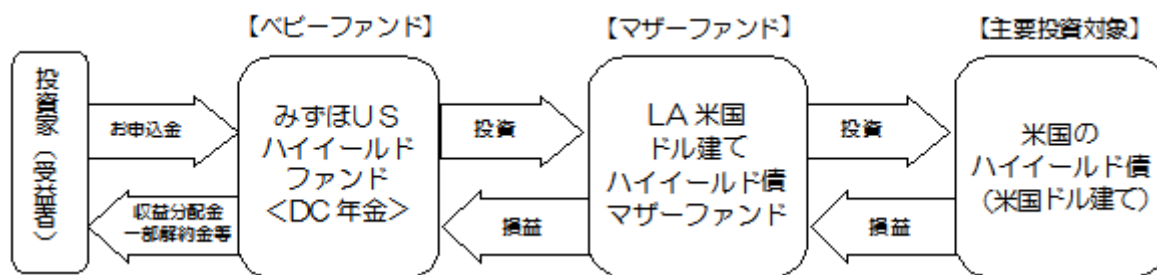 【ベビーファンド】
【マザーファンド】
【主要投資対象】
投資家（受益者）
お申込金
収益分配金
一部解約金等
みずほUS
ハイイールド
ファンド
＜DC年金＞
投資
損益
LA米国
ドル建て
ハイイールド債
マザーファンド
投資
損益
米国の
ハイイールド債
（米国ドル建て）